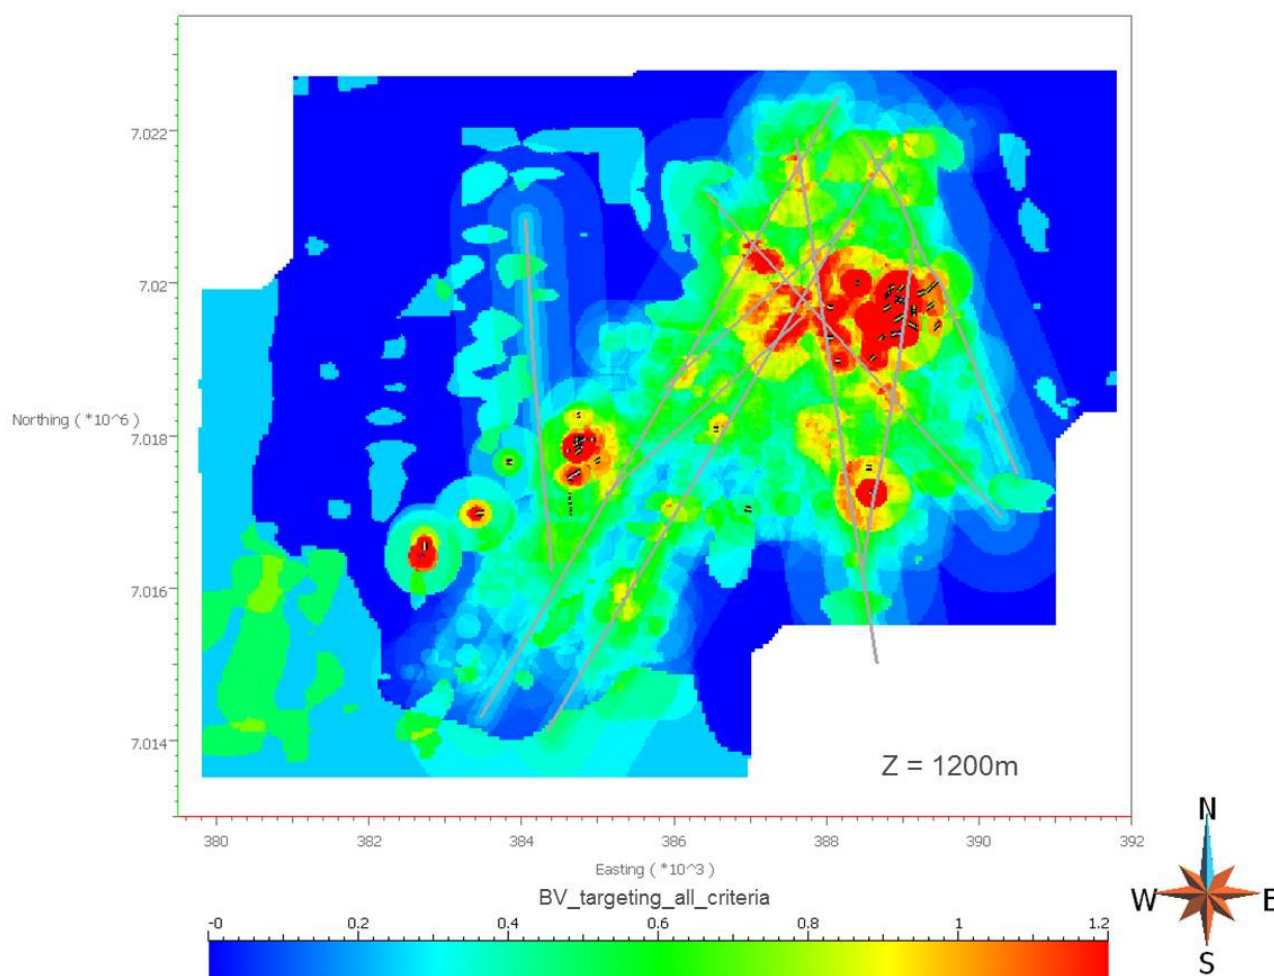 7.022
7.02
Northing ( *10^6)
7.018
7.016
7.014
Z = 1200m
380 382 384 386 388 390 392
Easting ( *10^3)
BV_targeting_all_criteria
-0 0.2 0.4 0.6 0.8 1 1.2
N
W E
S